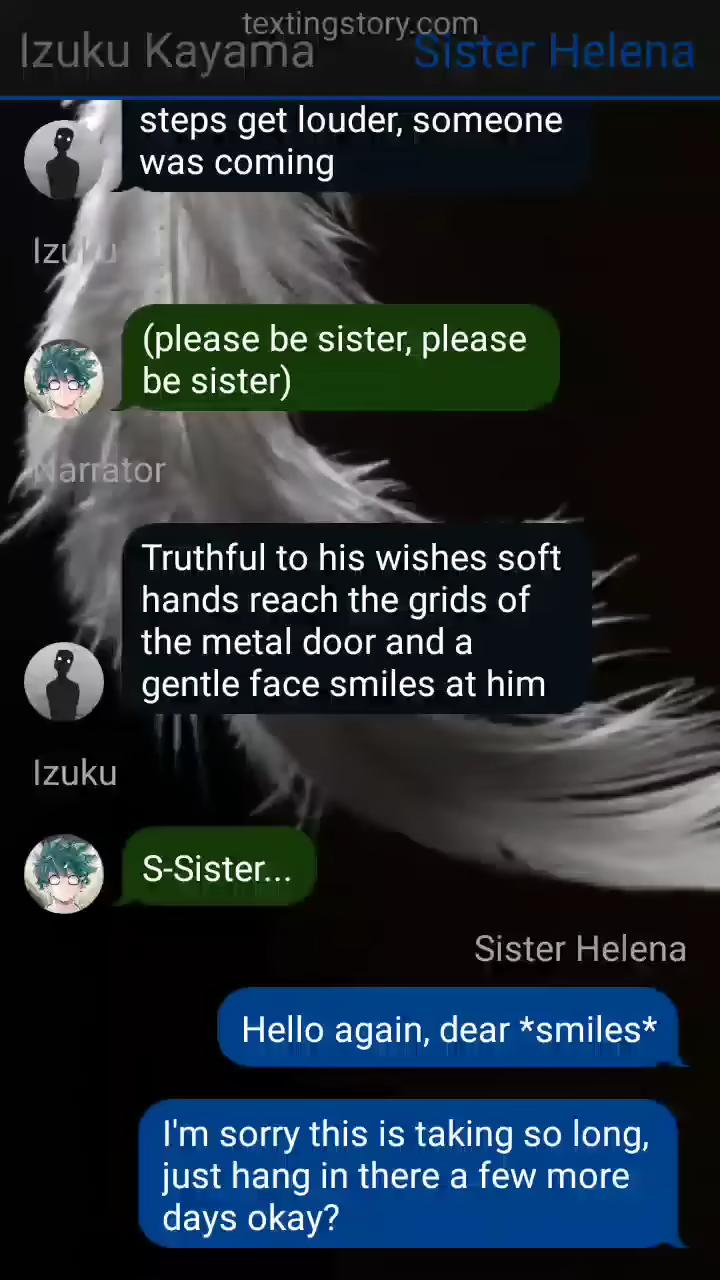 textingstory.com
Izuku Kayama
Sister Helena
steps get louder, someone
was coming
Izuku
(please be sister, please
be sister)
Narrator
Truthful to his wishes soft
hands reach the grids of
the metal door and a
gentle face smiles at him
Izuku
S-Sister...
Sister Helena
Hello again, dear *smiles*
I'm sorry this is taking so long,
just hang in there a few more
days okay?